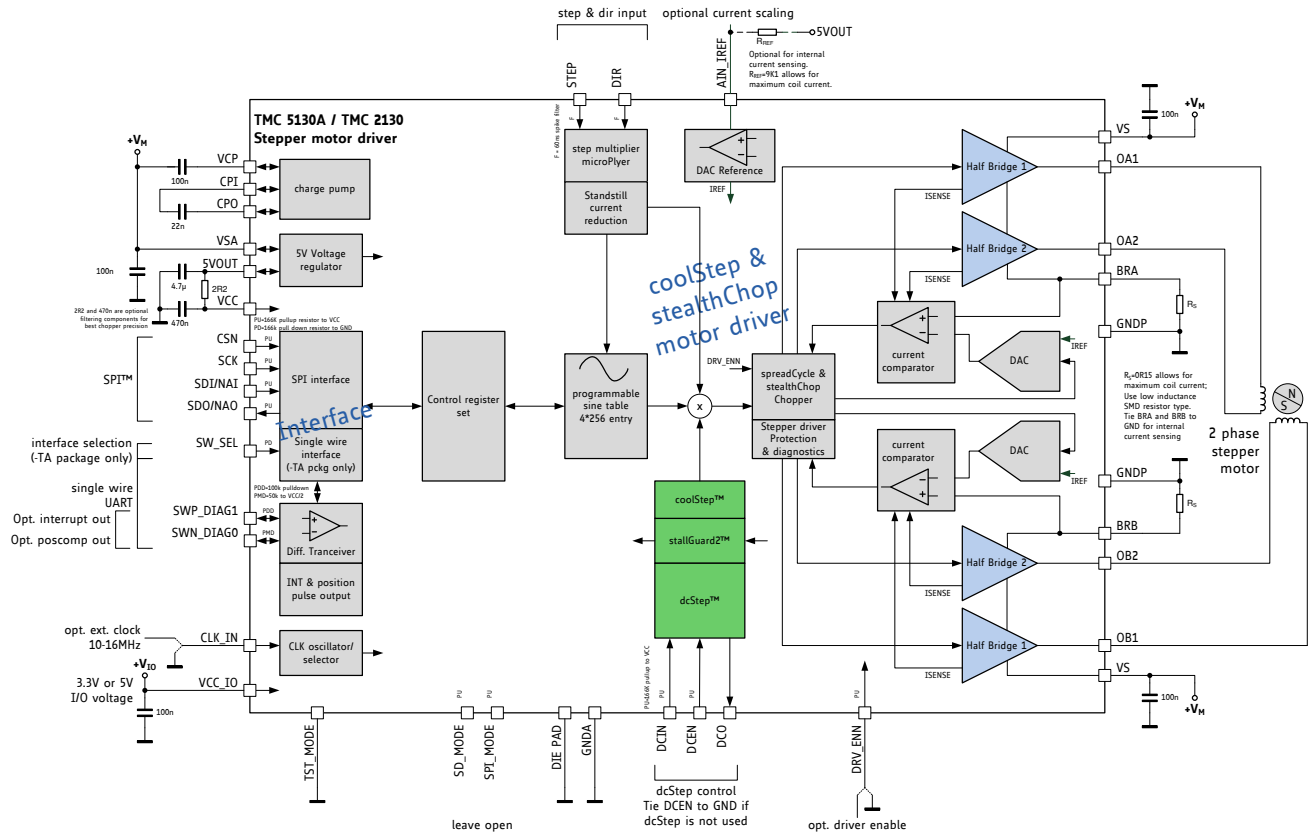 step & dir input
optional current scaling
5VOUT
RREF
Optional for internal
current sensing.
RREF=9K1 allows for
maximum coil current.
STEP
DIR
AIN_IREF
TMC 5130A / TMC 2130
Stepper motor driver
F + 60ns spike filter
F
F
step multiplier
microPlyer
Standstill
current
reduction
DAC Reference
IREF
+VM
VCP
100n
CPI
CPO
22n
charge pump
VSA
5VOUT
100n
4.7µ
2R2
VCC
470n
5V Voltage
regulator
2R2 and 470n are optional
filtering components for
best chopper precision
PU=166K pullup resistor to VCC
PD=166k pull down resistor to GND
SPI™
CSN
PU
SCK
PU
SDI/NAI
PU
SDO/NAO
PU
SPI interface
Interface
interface selection
(-TA package only)
SW_SEL
PD
Single wire
interface
(-TA pckg only)
single wire
UART
PDD=100k pulldown
PMD=50k to VCC/2
Opt. interrupt out
SWP_DIAG1
PDD
Opt. poscomp out
SWN_DIAG0
PMD
Diff. Tranceiver
INT & position
pulse output
opt. ext. clock
10-16MHz
CLK_IN
CLK oscillator/
selector
+VIO
3.3V or 5V
I/O voltage
VCC_IO
100n
Control register
set
programmable
sine table
4*256 entry
x
coolStep &
stealthChop
motor driver
DRV_ENN
spreadCycle &
stealthChop
Chopper
Stepper driver
Protection
& diagnostics
coolStep™
stallGuard2™
dcStep™
Half Bridge 1
ISENSE
Half Bridge 2
ISENSE
current
comparator
DAC
IREF
current
comparator
DAC
IREF
Half Bridge 2
ISENSE
Half Bridge 1
ISENSE
100n
+VM
VS
OA1
OA2
BRA
RS
GNDP
RS=0R15 allows for
maximum coil current;
Use low inductance
SMD resistor type.
Tie BRA and BRB to
GND for internal
current sensing
N
S
2 phase
stepper
motor
GNDP
RS
BRB
OB2
OB1
VS
100n
+VM
PU
PU
PU=166K pullup to VCC
PU
PU
PU
TST_MODE
SD_MODE
SPI_MODE
DIE PAD
GNDA
DCIN
DCEN
DCO
DRV_ENN
leave open
dcStep control
Tie DCEN to GND if
dcStep is not used
opt. driver enable